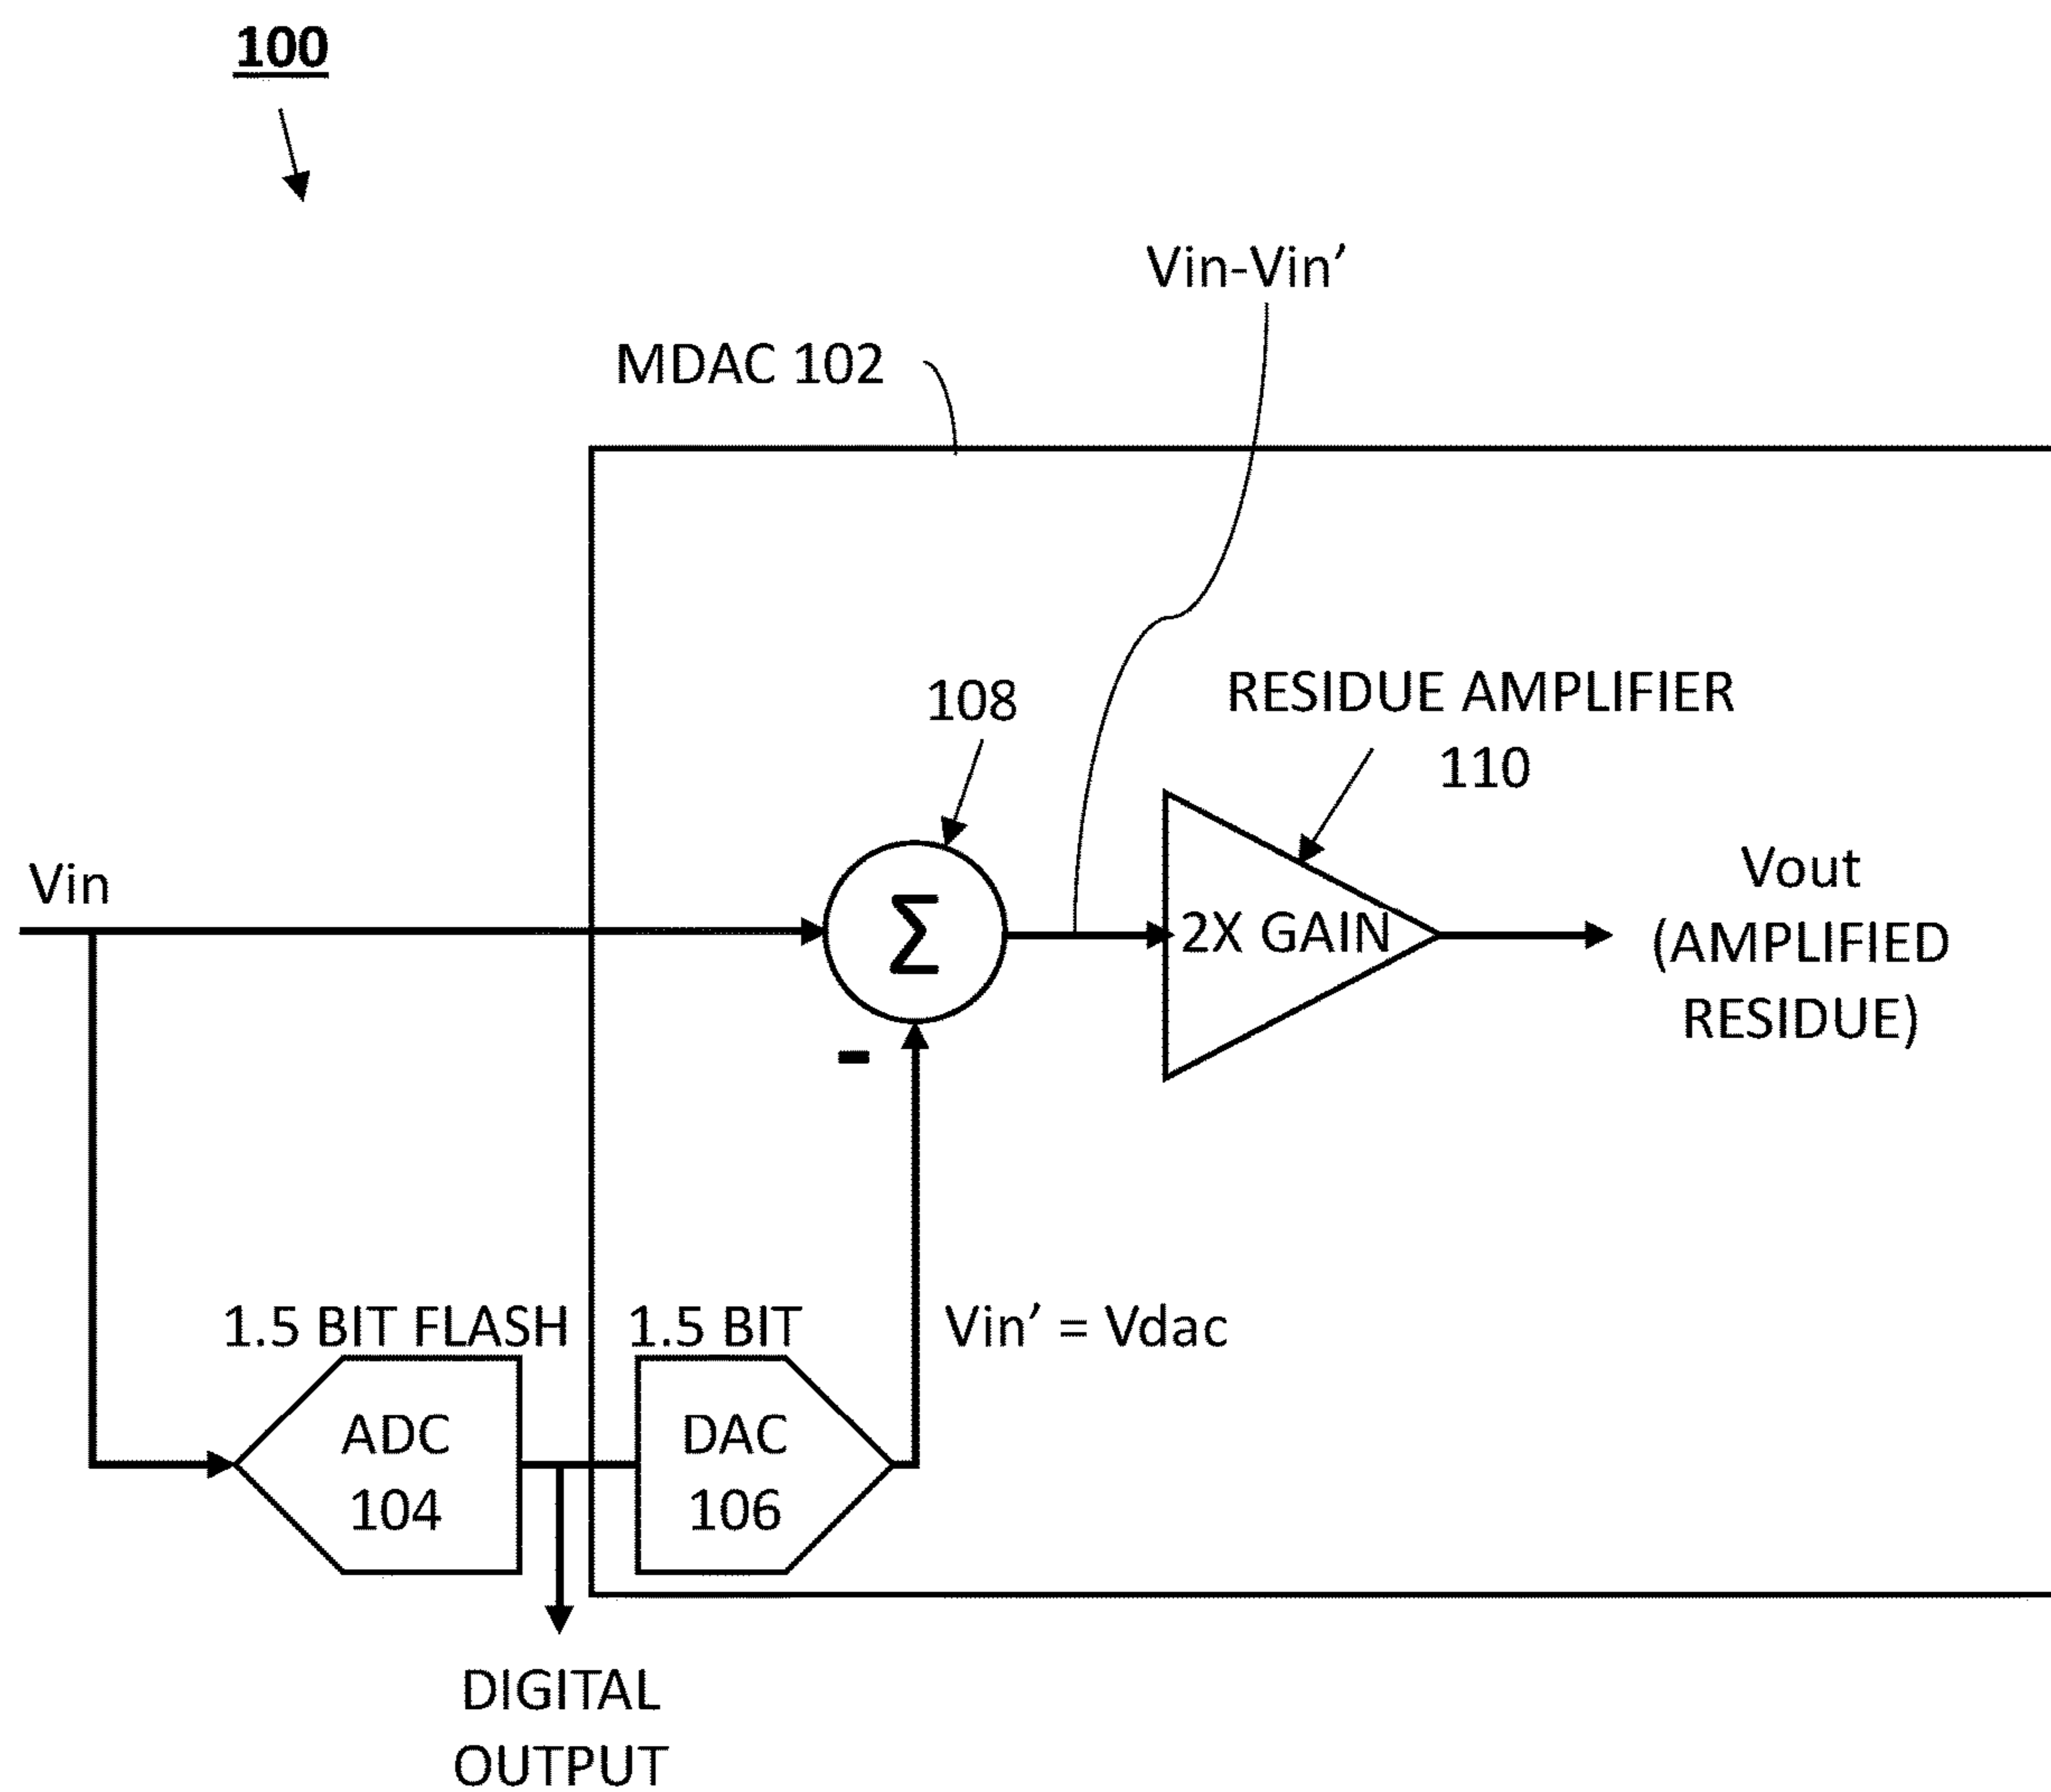 100
Vin-Vin’
MDAC 102
108
RESIDUE AMPLIFIER
110
Vin
Σ
2X GAIN
Vout
(AMPLIFIED
RESIDUE)
-
1.5 BIT FLASH
1.5 BIT
Vin’ = Vdac
ADC
104
DAC
106
DIGITAL
OUTPUT